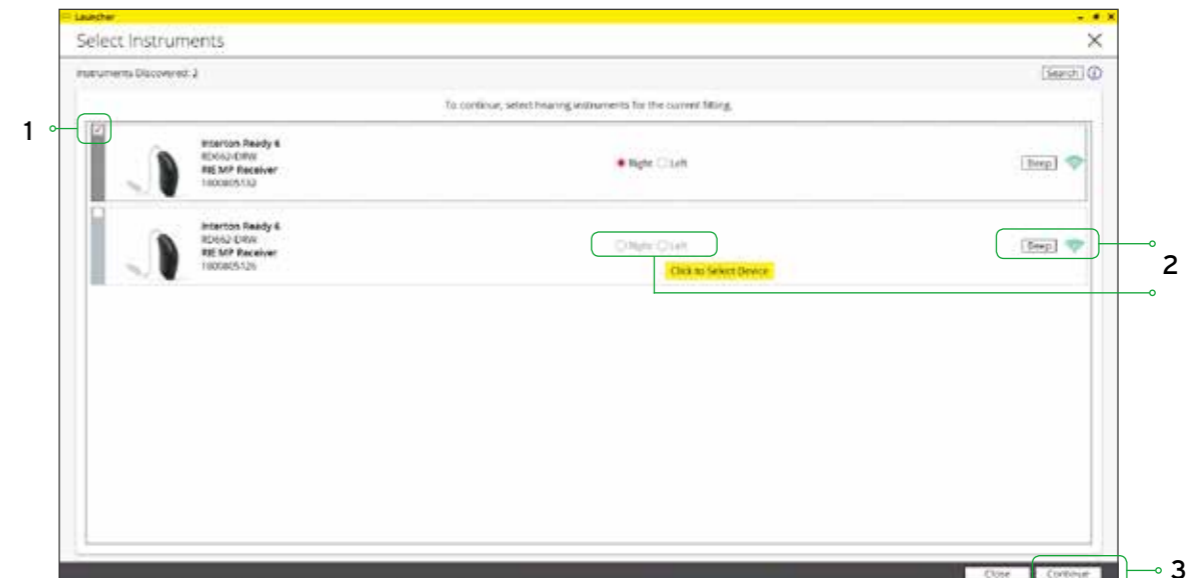 Launcher
Select Instruments
Instruments Discovered: 2
Search
To continue, select hearing instruments for the current fitting.
1
Interton Ready 6
RD662-DRW
RIE MP Receiver
1800805132
Right Left
Beep
Interton Ready 6
RD662-DRW
RIE MP Receiver
1800805126
Right Left
Beep
2
Click to Select Device
Close Continue
3